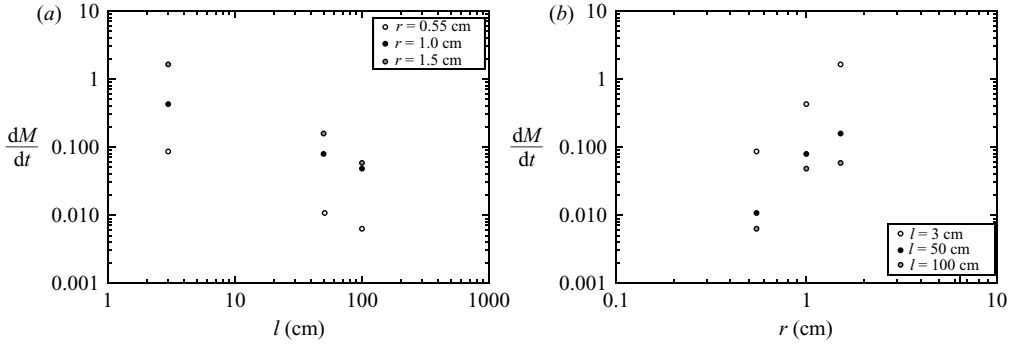 (a)
10
1
0.100
0.010
0.001
dM
dt
r = 0.55 cm
r = 1.0 cm
r = 1.5 cm
1
10
100
1000
l (cm)
(b)
10
1
0.100
0.010
0.001
dM
dt
l = 3 cm
l = 50 cm
l = 100 cm
0.1
1
10
r (cm)